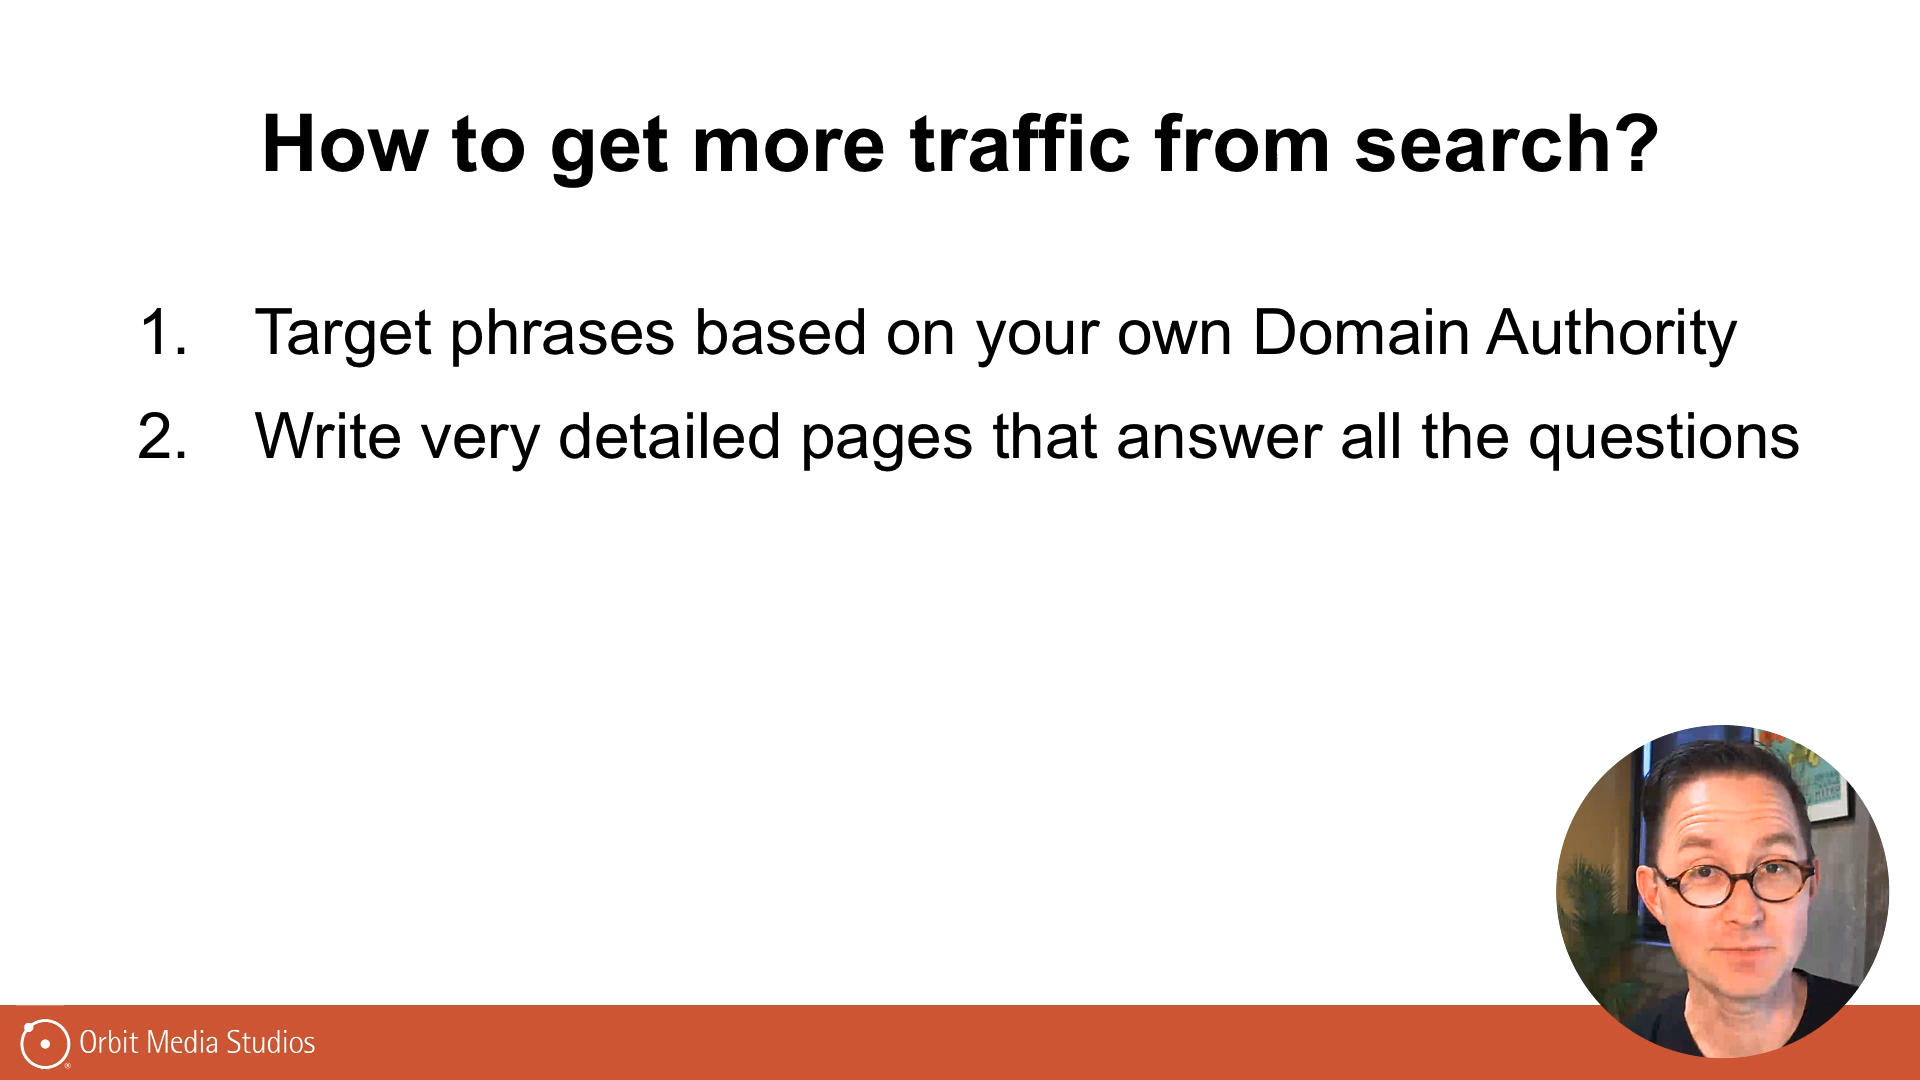 How to get more traffic from search?
1. Target phrases based on your own Domain Authority
2. Write very detailed pages that answer all the questions
Orbit Media Studios